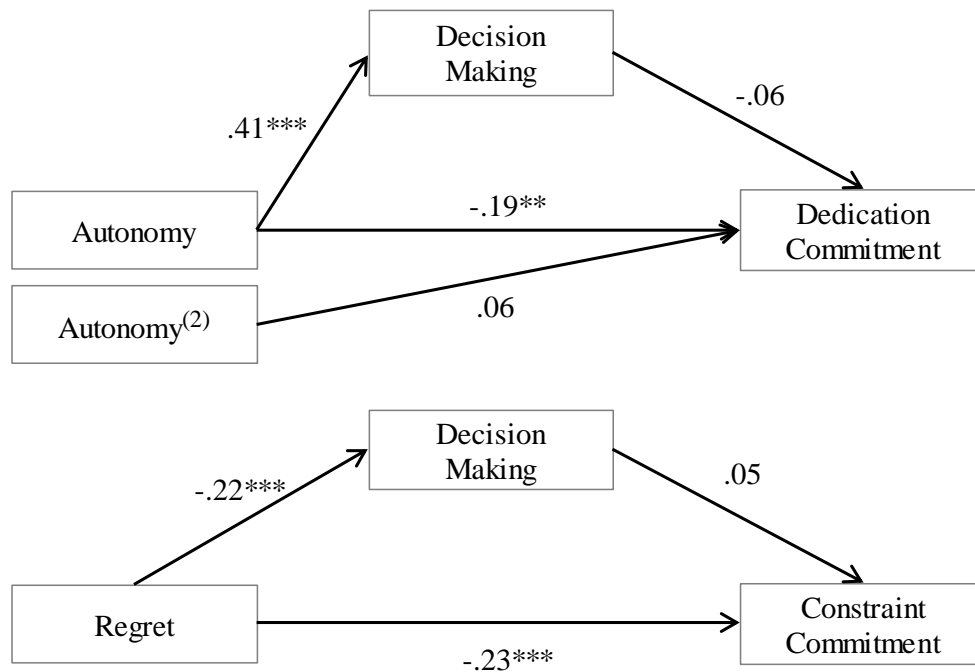 Decision
Making
-.06
.41***
-.19**
Autonomy
Dedication
Commitment
Autonomy(2)
.06
Decision
Making
-.22***
.05
Regret
Constraint
Commitment
-.23***